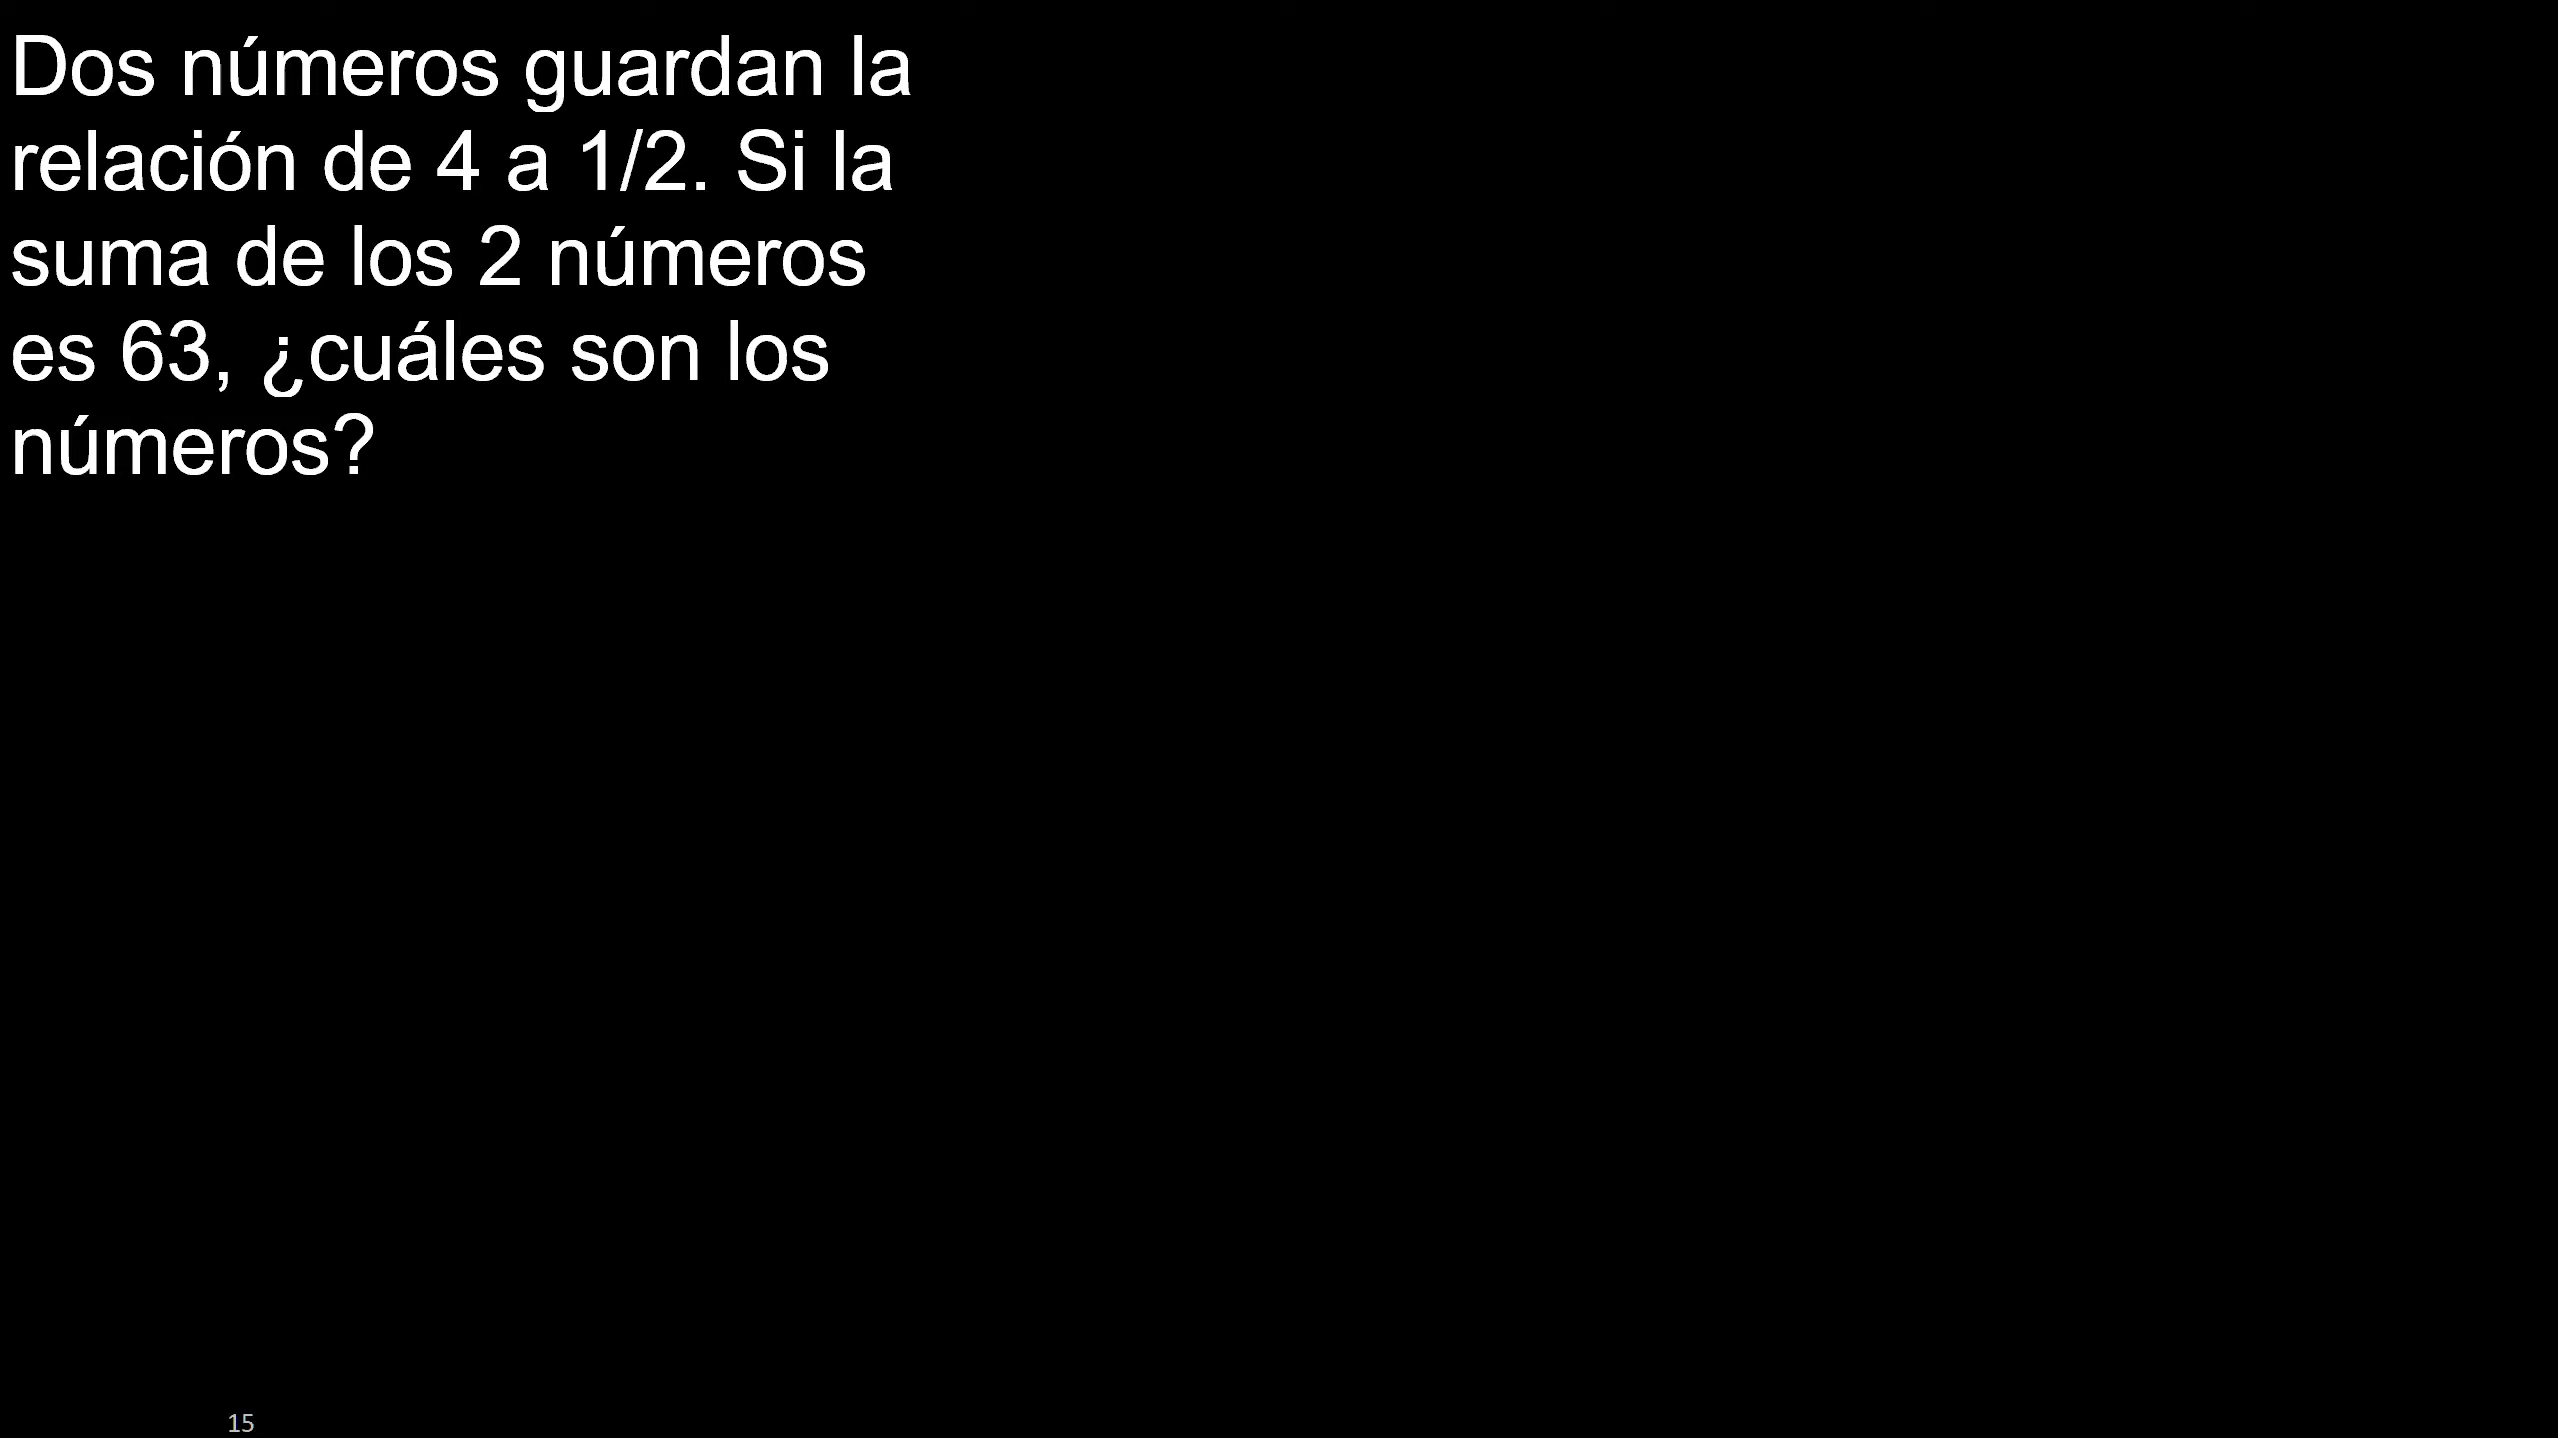 Dos números guardan la
relación de 4 a 1/2. Si la
suma de los 2 números
es 63, ¿cuáles son los
números?
15